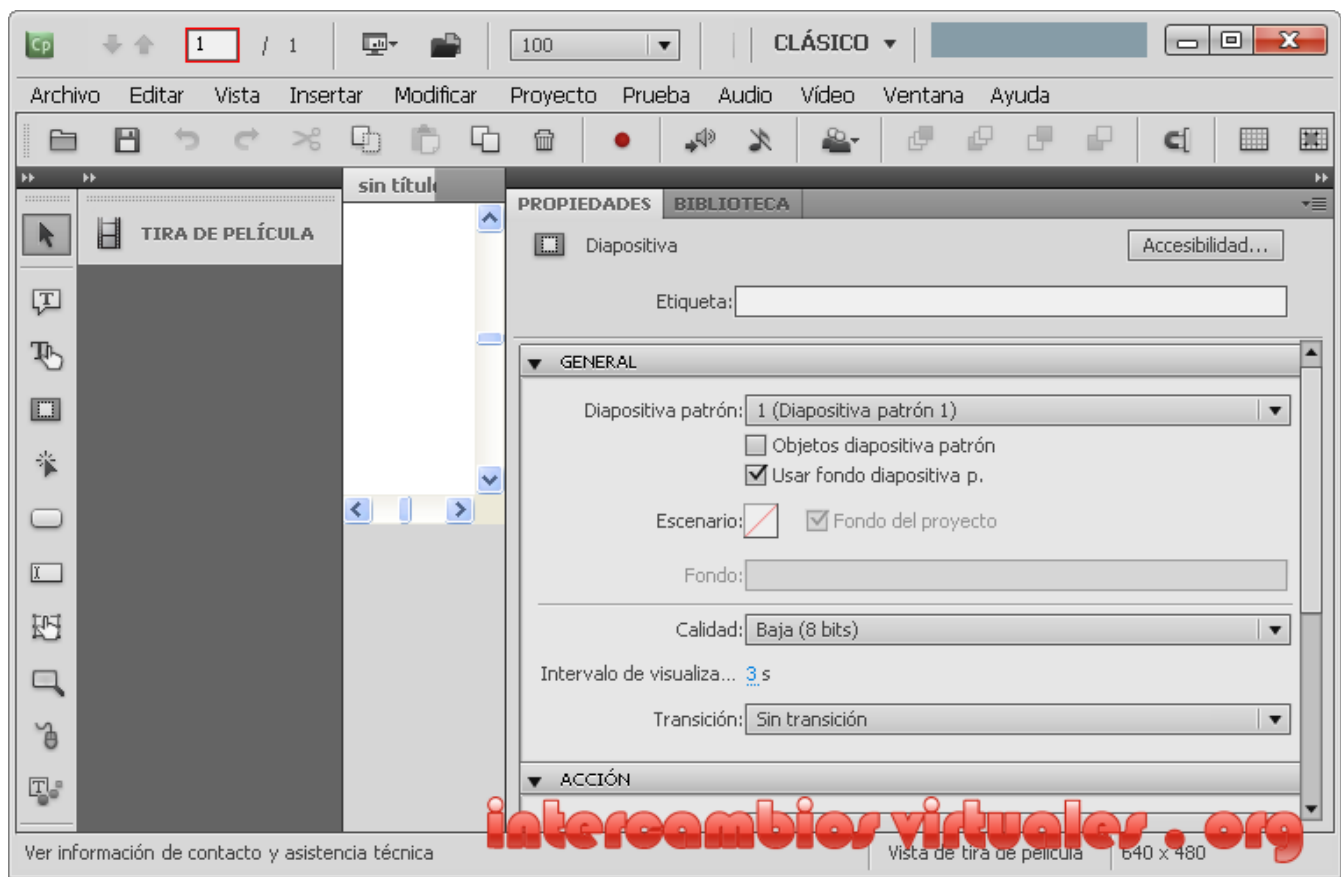 Cp 1 / 1 100 CLÁSICO
Archivo Editar Vista Insertar Modificar Proyecto Prueba Audio Vídeo Ventana Ayuda
sin título
TIRA DE PELÍCULA
PROPIEDADES BIBLIOTECA
Diapositiva Accesibilidad...
Etiqueta:
GENERAL
Diapositiva patrón: 1 (Diapositiva patrón 1)
Objetos diapositiva patrón
Usar fondo diapositiva p.
Escenario: Fondo del proyecto
Fondo:
Calidad: Baja (8 bits)
Intervalo de visualiza... 3 s
Transición: Sin transición
ACCIÓN
intercambios virtuales . org
Ver información de contacto y asistencia técnica Vista de tira de película 640 x 480